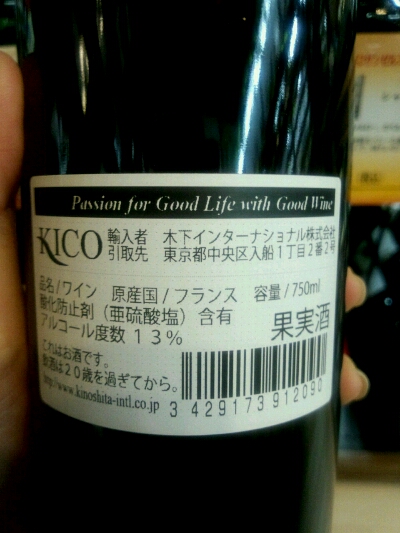 Passion for Good Life with Good Wine
KICO
輸入者 木下インターナショナル株式会社
引取先 東京都中央区入船1丁目2番2号
品名/ワイン 原産国/フランス 容量/750ml
酸化防止剤(亜硫酸塩)含有
アルコール度数13%
果実酒
これはお酒です。
飲酒は20歳を過ぎてから。
http://www.kinoshita-intl.co.jp
3 429173 912090